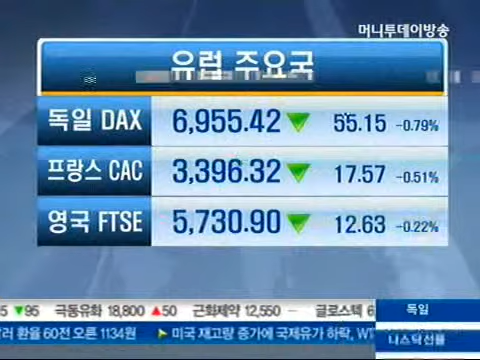 머니투데이방송
유럽 주요국
독일 DAX 6,955.42 ▼ 55.15 -0.79%
프랑스 CAC 3,396.32 ▼ 17.57 -0.51%
영국 FTSE 5,730.90 ▼ 12.63 -0.22%
▼95 극동유화 18,800 ▲50 근화제약 12,550 - 글로스텍
독일
환율 60전 오른 1134원 ▶ 미국 재고량 증가에 국제유가 하락,
나스닥선물